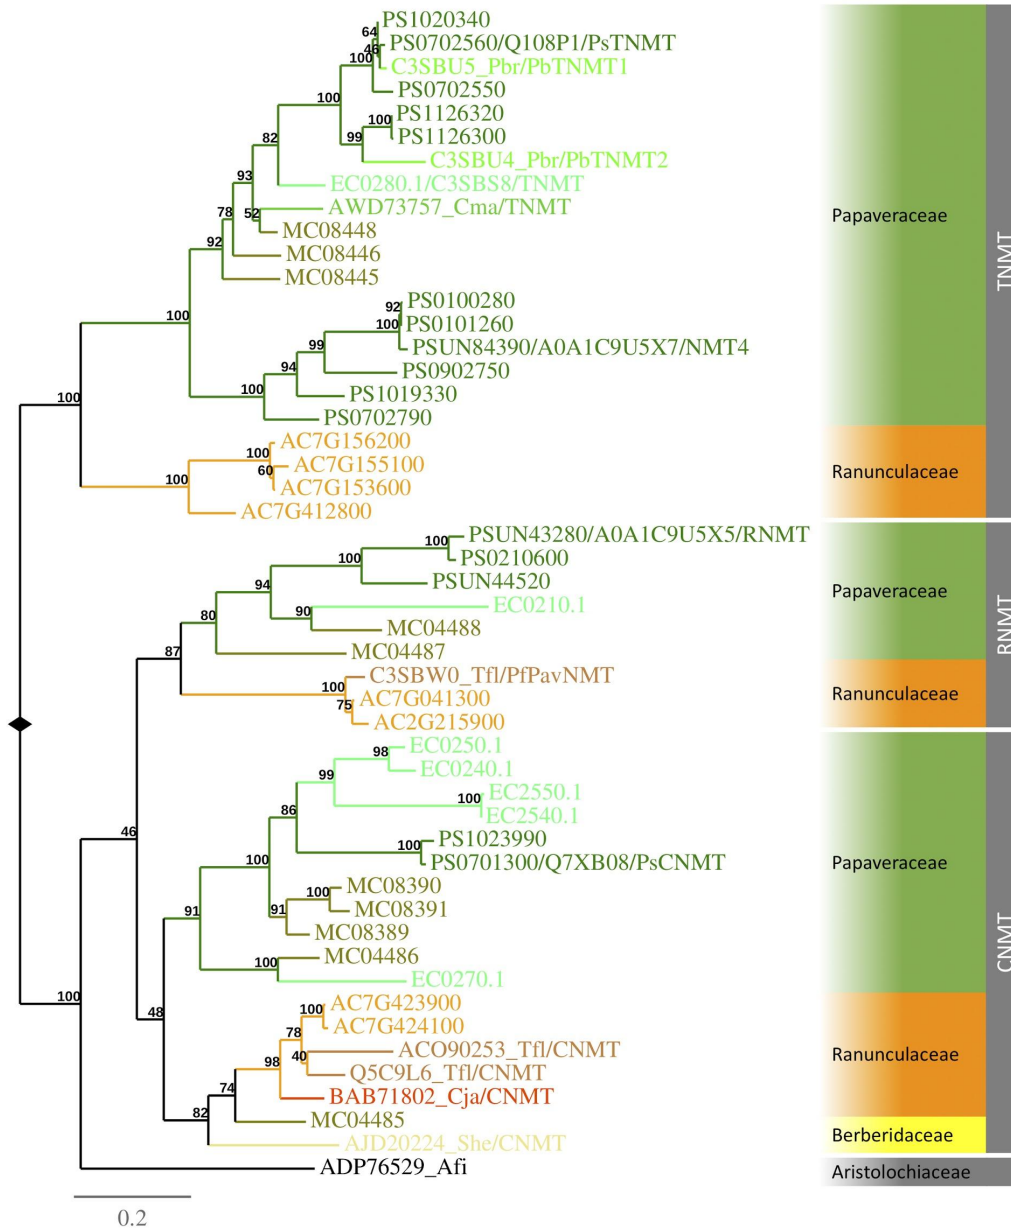 PS1020340
64
PS0702560/Q108P1/PsTNMT
46
C3SBU5_Pbr/PbTNMT1
100
PS0702550
100
PS1126320
100
PS1126300
99
82
C3SBU4_Pbr/PbTNMT2
93
EC0280.1/C3SBS8/TNMT
AWD73757_Cma/TNMT
78
52
Papaveraceae
MC08448
92
MC08446
TNMT
MC08445
PS0100280
92
100
PS0101260
100
PSUN84390/A0A1C9U5X7/NMT4
99
PS0902750
94
100
PS1019330
100
PS0702790
AC7G156200
100
AC7G155100
60
Ranunculaceae
100
AC7G153600
AC7G412800
PSUN43280/A0A1C9U5X5/RNMT
100
PS0210600
100
PSUN44520
94
Papaveraceae
EC0210.1
90
80
MC04488
RNMT
87
MC04487
C3SBW0_Tfl/PfPavNMT
100
Ranunculaceae
AC7G041300
75
AC2G215900
EC0250.1
98
EC0240.1
99
EC2550.1
100
86
EC2540.1
46
PS1023990
100
100
PS0701300/Q7XB08/PsCNMT
Papaveraceae
MC08390
100
91
MC08391
91
MC08389
CNMT
MC04486
100
EC0270.1
100
AC7G423900
100
48
AC7G424100
78
ACO90253_Tfl/CNMT
40
Ranunculaceae
98
Q5C9L6_Tfl/CNMT
74
BAB71802_Cja/CNMT
82
MC04485
Berberidaceae
AJD20224_She/CNMT
ADP76529_Afi
Aristolochiaceae
0.2